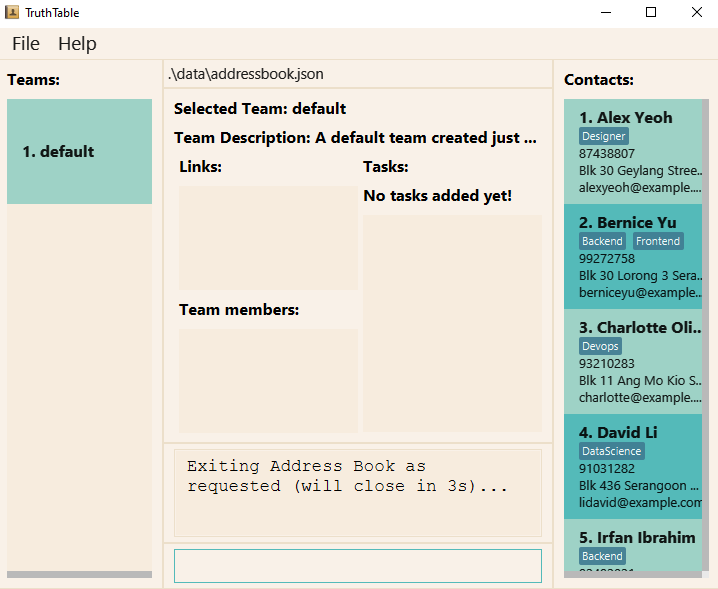 TruthTable
File Help
Teams:
1. default
.\data\addressbook.json
Selected Team: default
Team Description: A default team created just ...
Links:
Tasks:
No tasks added yet!
Team members:
Exiting Address Book as
requested (will close in 3s)...
Contacts:
1. Alex Yeoh
Designer
87438807
Blk 30 Geylang Stree...
alexyeoh@example....
2. Bernice Yu
Backend Frontend
99272758
Blk 30 Lorong 3 Sera...
berniceyu@example...
3. Charlotte Oli...
Devops
93210283
Blk 11 Ang Mo Kio S...
charlotte@example....
4. David Li
DataScience
91031282
Blk 436 Serangoon ...
lidavid@example.com
5. Irfan Ibrahim
Backend